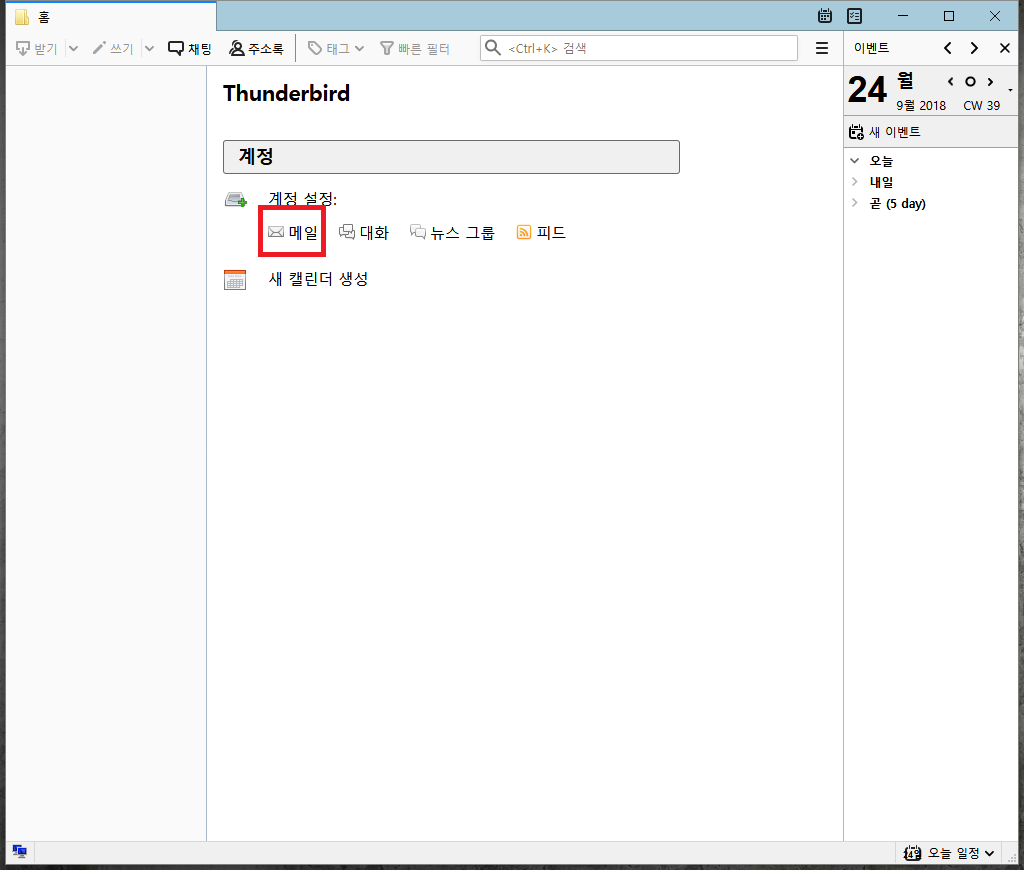 홈
받기 쓰기 채팅 주소록 태그 빠른 필터 <Ctrl+K> 검색
이벤트
24 월
9월 2018 CW 39
새 이벤트
오늘
내일
곧 (5 day)
Thunderbird
계정
계정 설정:
메일 대화 뉴스 그룹 피드
새 캘린더 생성
오늘 일정